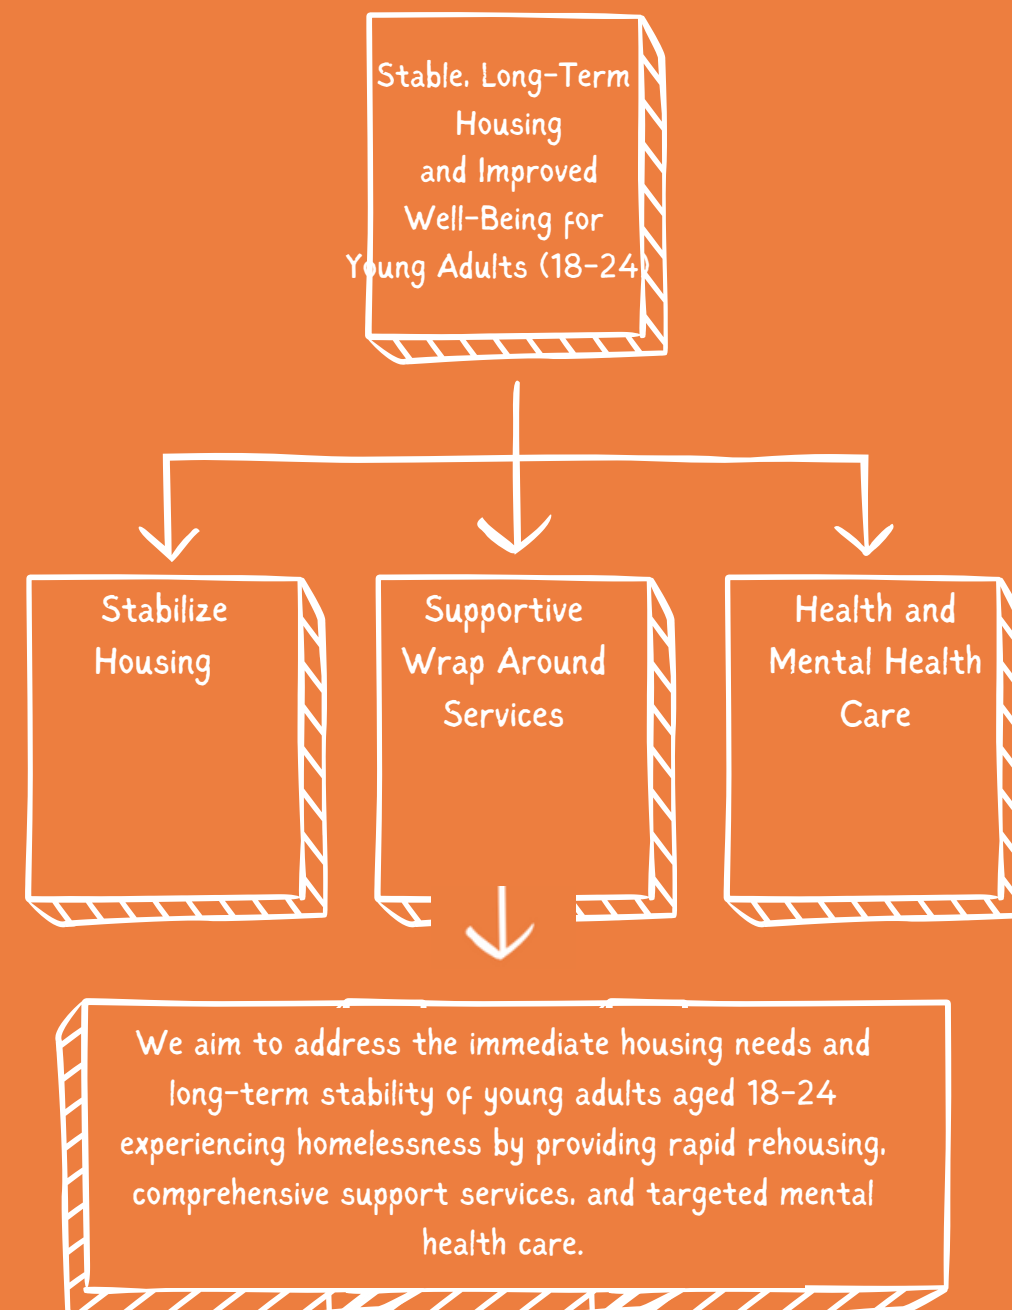 Stable, Long-Term
Housing
and Improved
Well-Being for
Young Adults (18-24)
Stabilize
Housing
Supportive
Wrap Around
Services
Health and
Mental Health
Care
We aim to address the immediate housing needs and
long-term stability of young adults aged 18-24
experiencing homelessness by providing rapid rehousing,
comprehensive support services, and targeted mental
health care.